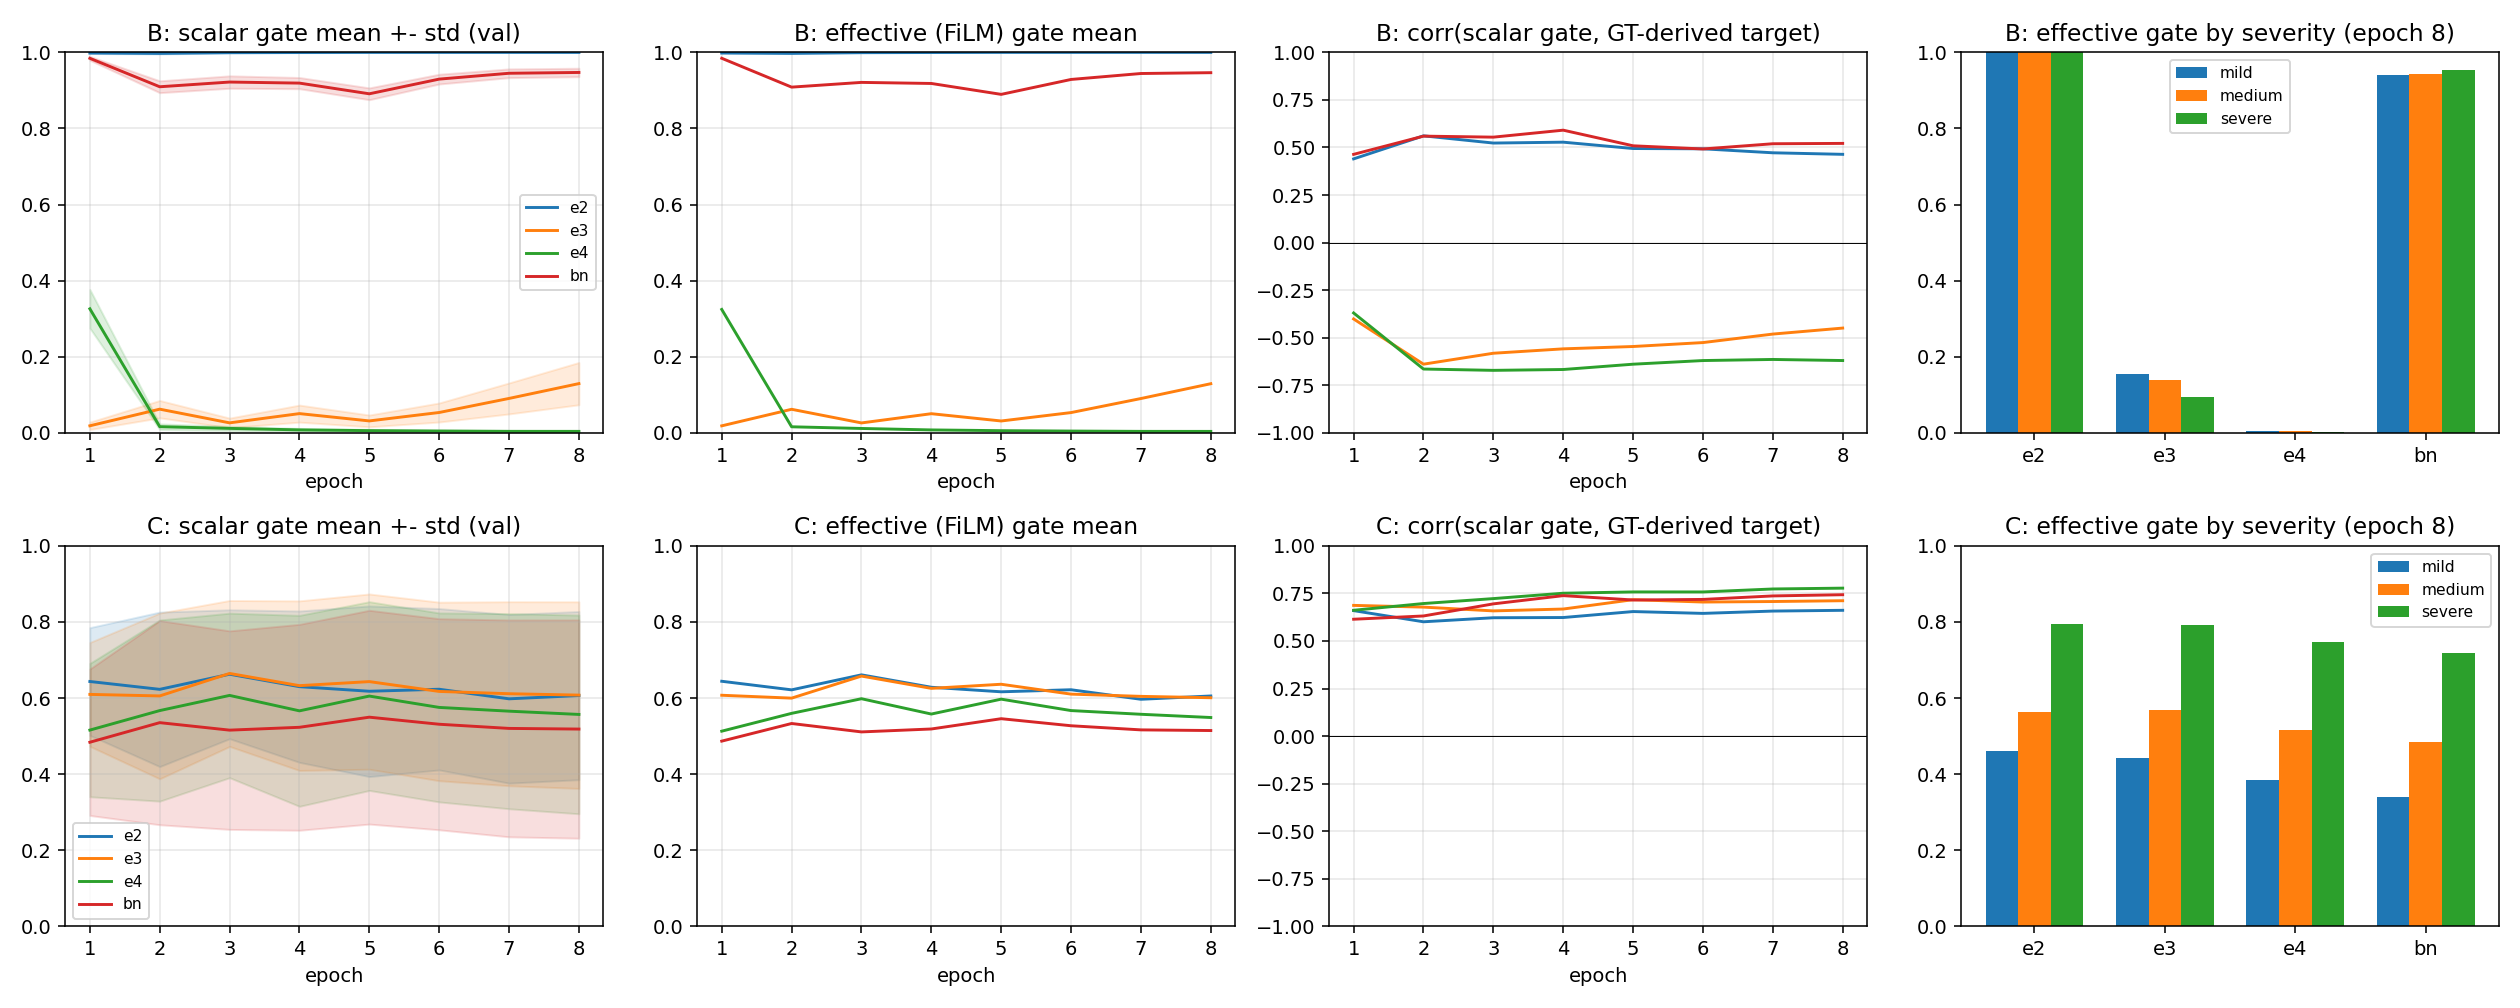 B: scalar gate mean +- std (val)
1.0
0.8
0.6
0.4
0.2
0.0
e2
e3
e4
bn
1 2 3 4 5 6 7 8
epoch
B: effective (FiLM) gate mean
1.0
0.8
0.6
0.4
0.2
0.0
1 2 3 4 5 6 7 8
epoch
B: corr(scalar gate, GT-derived target)
1.00
0.75
0.50
0.25
0.00
−0.25
−0.50
−0.75
−1.00
1 2 3 4 5 6 7 8
epoch
B: effective gate by severity (epoch 8)
1.0
0.8
0.6
0.4
0.2
0.0
mild
medium
severe
e2 e3 e4 bn
C: scalar gate mean +- std (val)
1.0
0.8
0.6
0.4
0.2
0.0
e2
e3
e4
bn
1 2 3 4 5 6 7 8
epoch
C: effective (FiLM) gate mean
1.0
0.8
0.6
0.4
0.2
0.0
1 2 3 4 5 6 7 8
epoch
C: corr(scalar gate, GT-derived target)
1.00
0.75
0.50
0.25
0.00
−0.25
−0.50
−0.75
−1.00
1 2 3 4 5 6 7 8
epoch
C: effective gate by severity (epoch 8)
1.0
0.8
0.6
0.4
0.2
0.0
mild
medium
severe
e2 e3 e4 bn